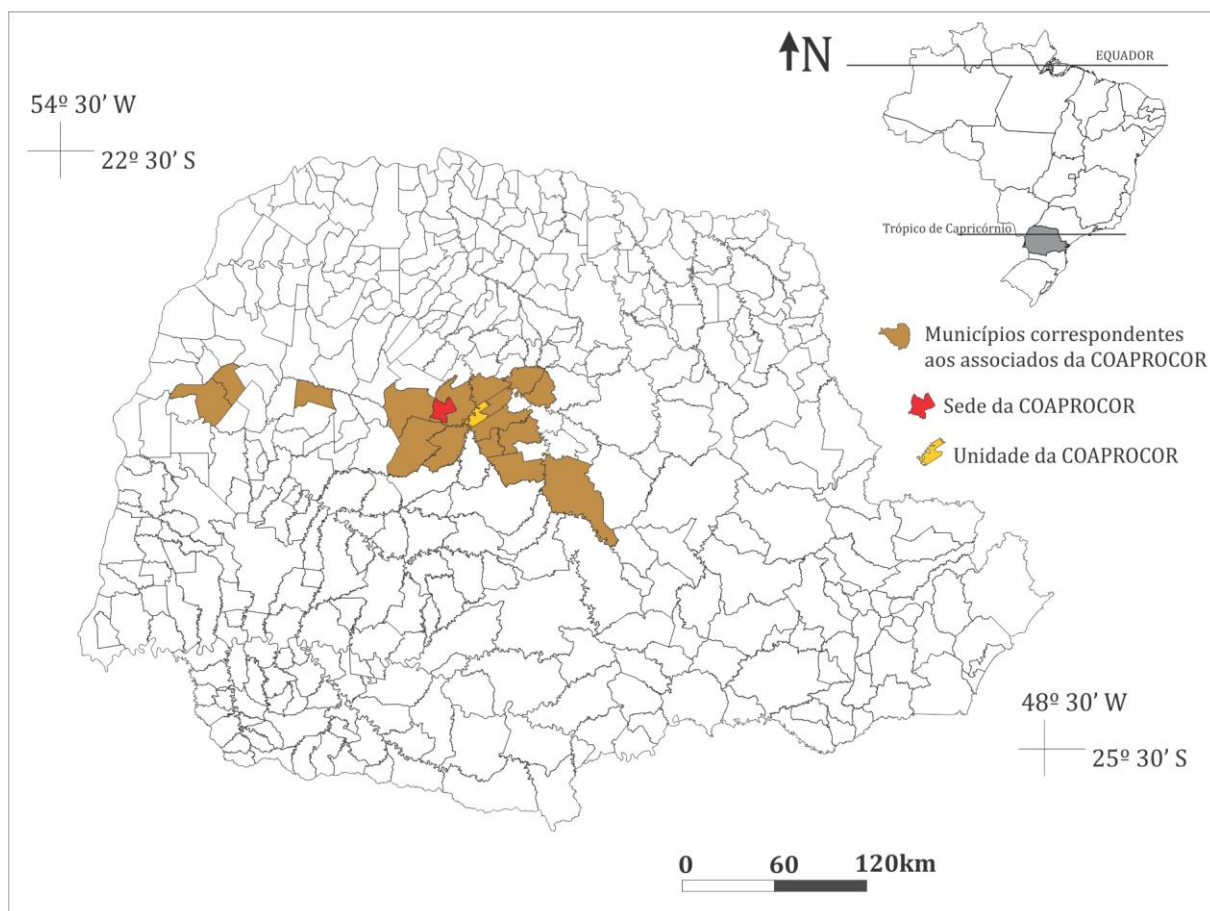 N
EQUADOR
54º 30’ W
22º 30’ S
Trópico de Capricórnio
Municípios correspondentes
aos associados da COAPROCOR
Sede da COAPROCOR
Unidade da COAPROCOR
48º 30’ W
25º 30’ S
0 60 120km